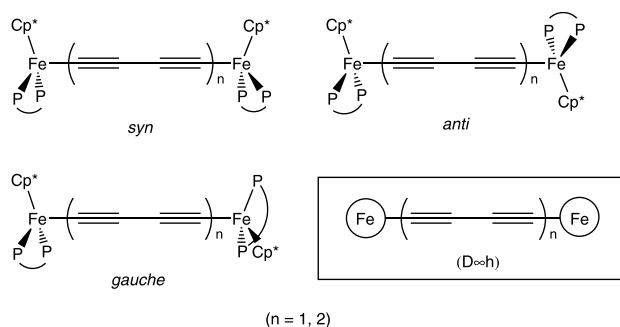 Cp* Cp*
Fe Fe
n
P P P P
syn
Cp* P P
Fe Fe
n
P P Cp*
anti
Cp* P
Fe Fe
n
P P P Cp*
gauche
Fe Fe
n
(D∞h)
(n = 1, 2)